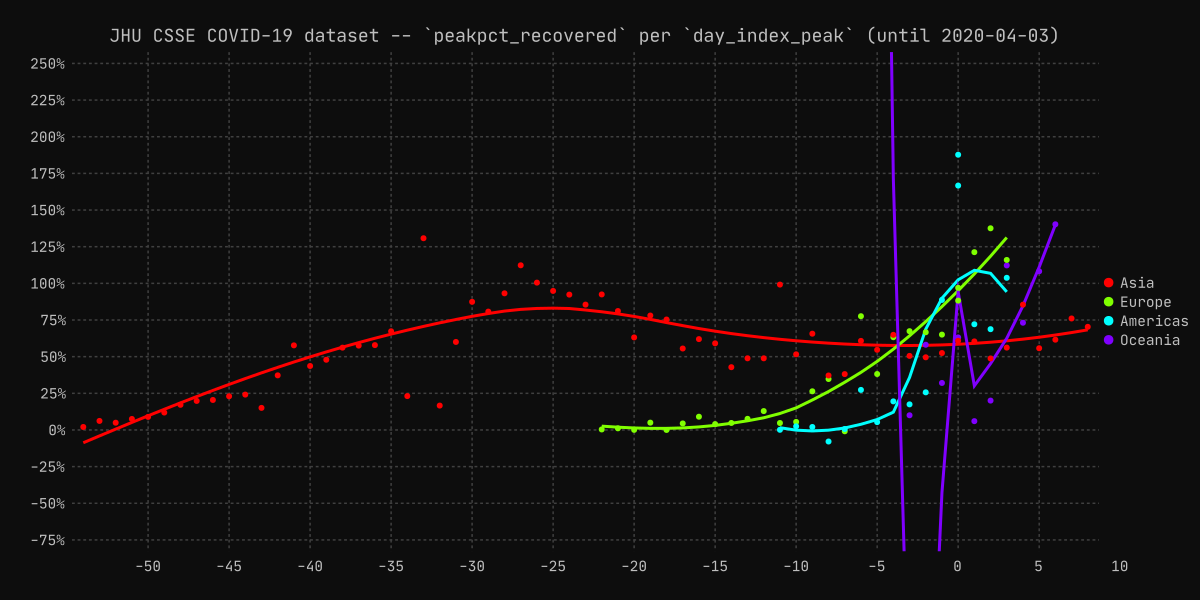 JHU CSSE COVID-19 dataset -- `peakpct_recovered` per `day_index_peak` (until 2020-04-03)
250%
225%
200%
175%
150%
125%
100%
75%
50%
25%
0%
-25%
-50%
-75%
-50 -45 -40 -35 -30 -25 -20 -15 -10 -5 0 5 10
Asia
Europe
Americas
Oceania